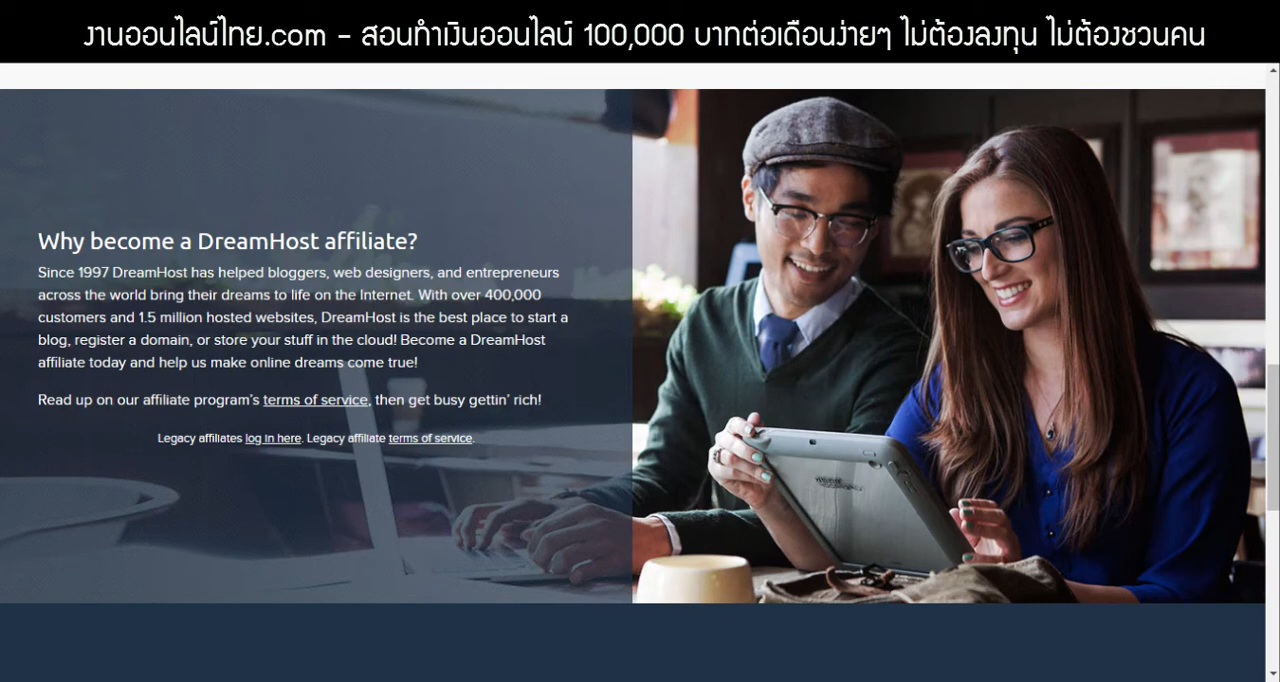 งานออนไลน์ไทย.com - สอนทำเงินออนไลน์ 100,000 บาทต่อเดือนง่ายๆ ไม่ต้องลงทุน ไม่ต้องชวนคน
Why become a DreamHost affiliate?
Since 1997 DreamHost has helped bloggers, web designers, and entrepreneurs
across the world bring their dreams to life on the Internet. With over 400,000
customers and 1.5 million hosted websites, DreamHost is the best place to start a
blog, register a domain, or store your stuff in the cloud! Become a DreamHost
affiliate today and help us make online dreams come true!
Read up on our affiliate program's terms of service, then get busy gettin' rich!
Legacy affiliates log in here. Legacy affiliate terms of service.